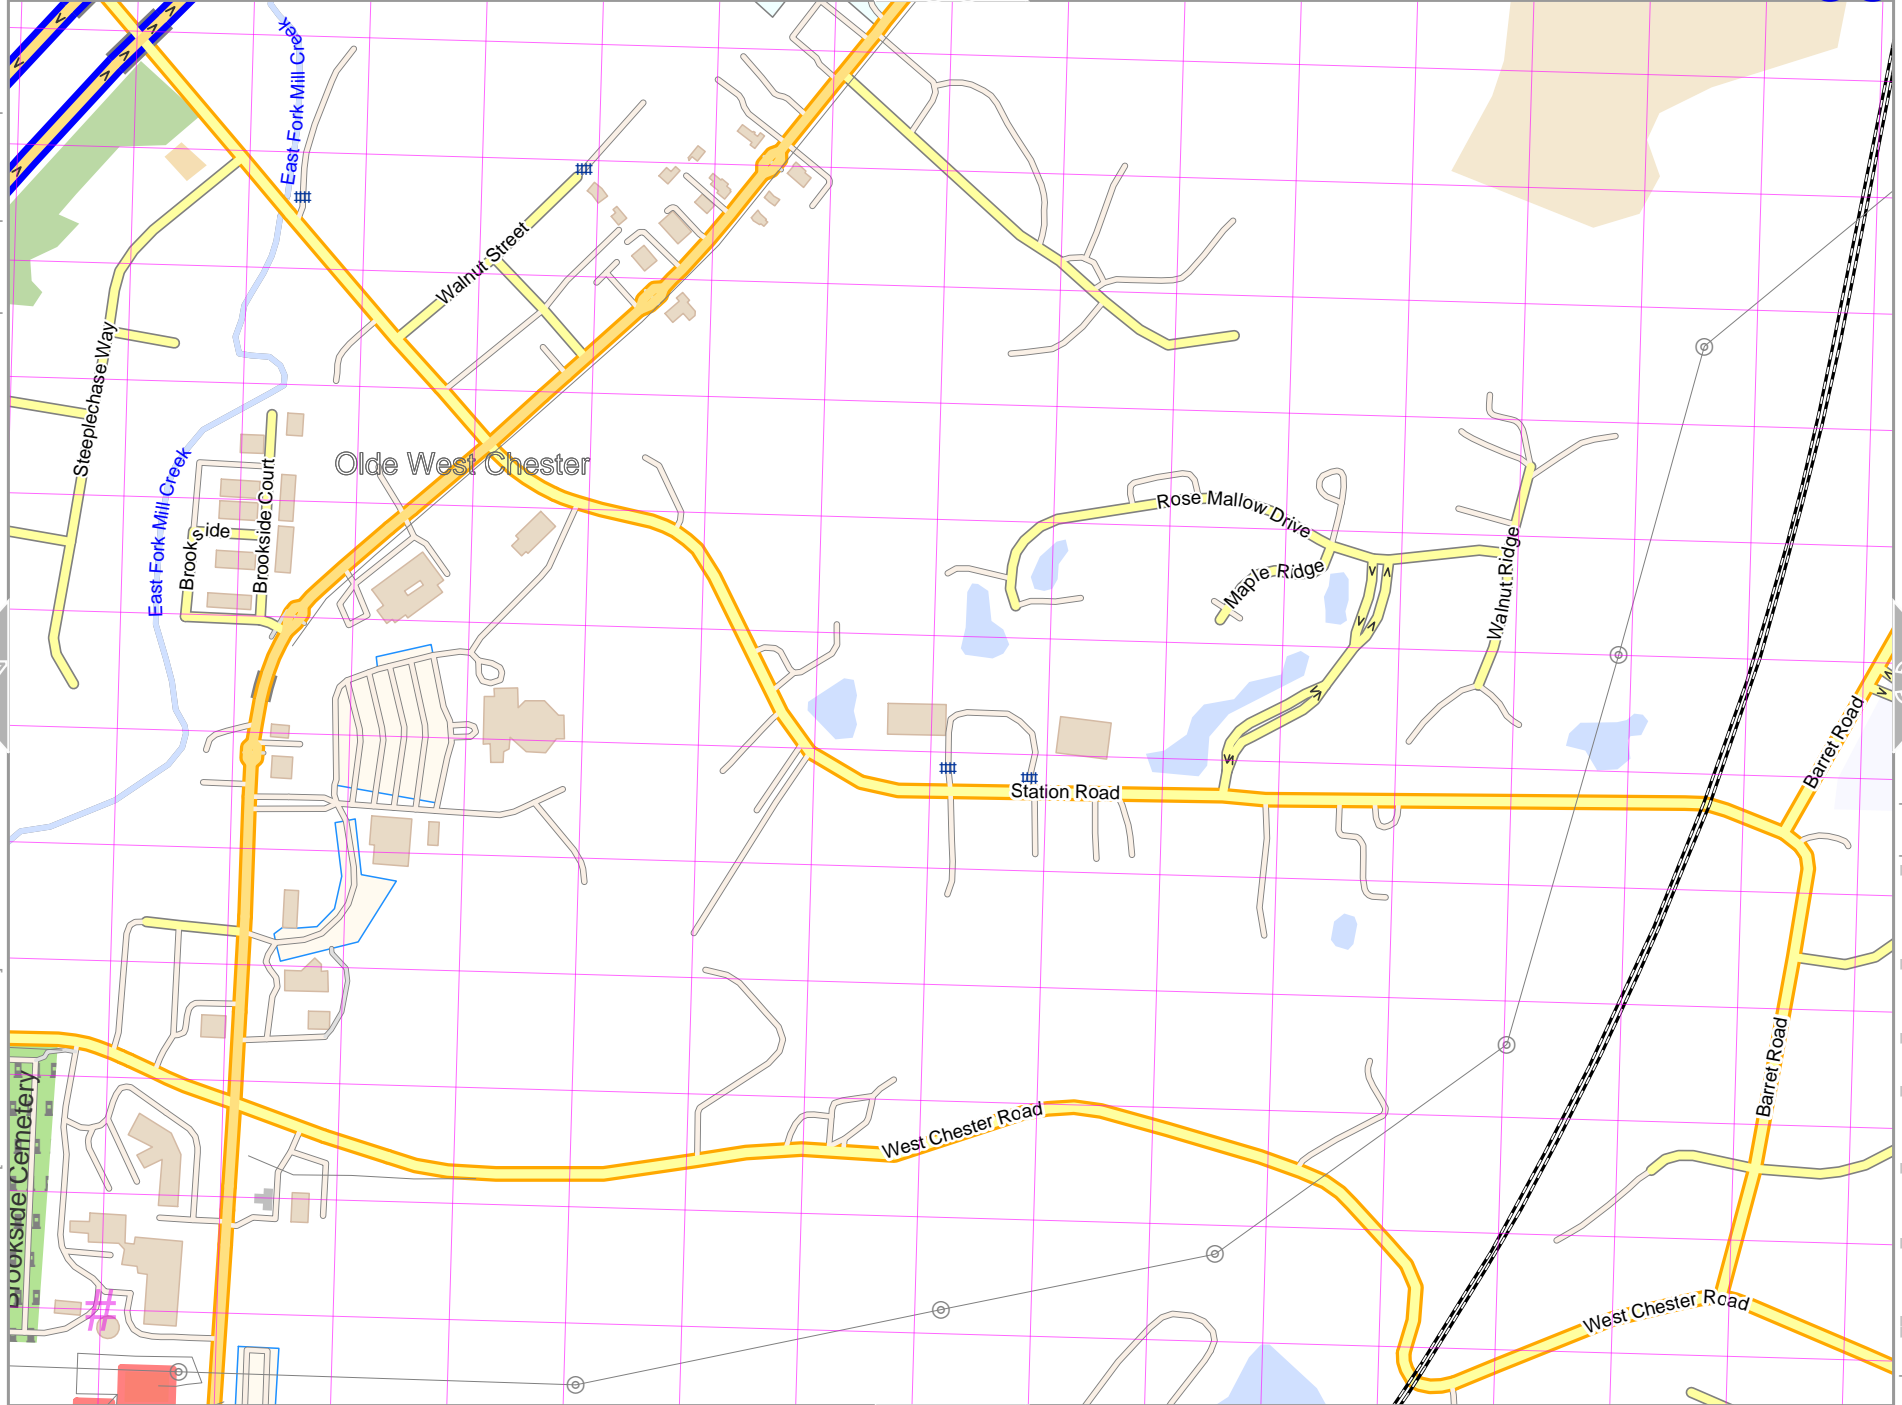 East Fork Mill Creek
Walnut Street
Steeplechase Way
Olde West Chester
East Fork Mill Creek
Brookside
Brookside Court
Rose Mallow Drive
Maple Ridge
Walnut Ridge
Barret Road
Station Road
Barret Road
West Chester Road
Brookside Cemetery
West Chester Road